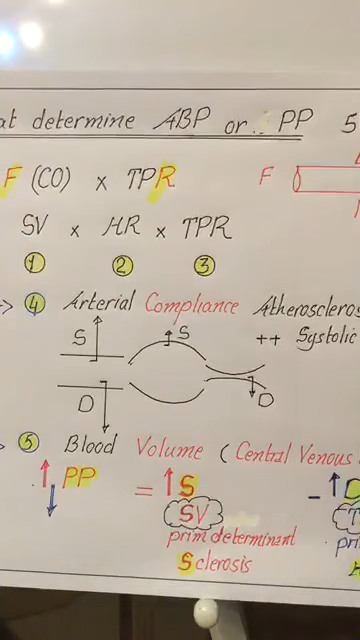 at determine ABP or PP 5
F (CO) x TPR F
SV x HR x TPR
1 2 3
4 Arterial Compliance Atheroscleros
++ Systolic
S S
D D
5 Blood Volume (Central Venous
PP = S - D
SV T
prim determinant pri
Sclerosis